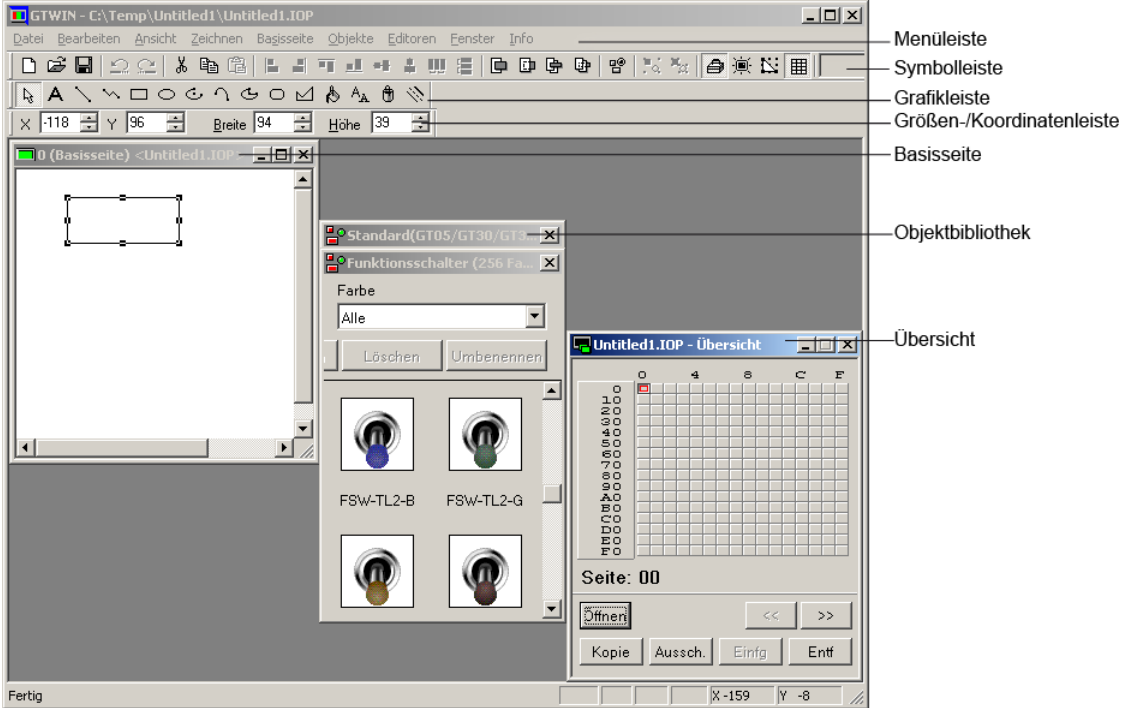 GTWIN - C:\Temp\Untitled1\Untitled1.IOP
Datei Bearbeiten Ansicht Zeichnen Basisseite Objekte Editoren Fenster Info
Menüleiste
Symbolleiste
Grafikleiste
X -118 Y 96 Breite 94 Höhe 39
Größen-/Koordinatenleiste
0 (Basisseite) <Untitled1.IOP>
Basisseite
Standard(GT05/GT30/GT3...
Objektbibliothek
Funktionsschalter (256 Fa...
Farbe
Alle
Löschen Umbenennen
FSW-TL2-B FSW-TL2-G
Untitled1.IOP - Übersicht
Übersicht
0 4 8 C F
0
10
20
30
40
50
60
70
80
90
A0
B0
C0
D0
E0
F0
Seite: 00
Öffnen << >>
Kopie Aussch. Einfg Entf
Fertig X -159 Y -8